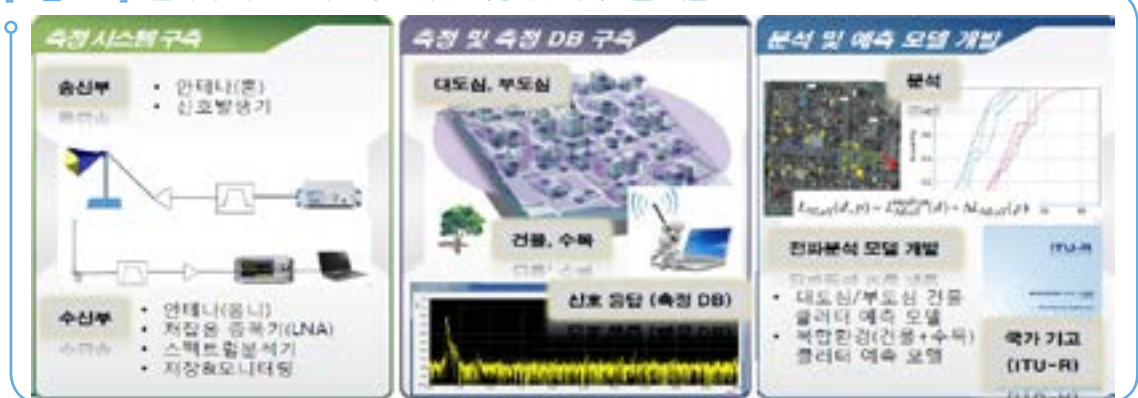 측정 시스템 구축
송신부
• 안테나(혼)
• 신호발생기
수신부
• 안테나(옴니)
• 저잡음 증폭기(LNA)
• 스펙트럼분석기
• 저장&모니터링
측정 및 측정 DB 구축
대도심, 부도심
건물, 수목
신호 응답 (측정 DB)
분석 및 예측 모델 개발
분석
전파분석 모델 개발
• 대도심/부도심 건물
클러터 예측 모델
• 복합환경(건물+수목)
클러터 예측 모델
ITU-R
국가 기고
(ITU-R)